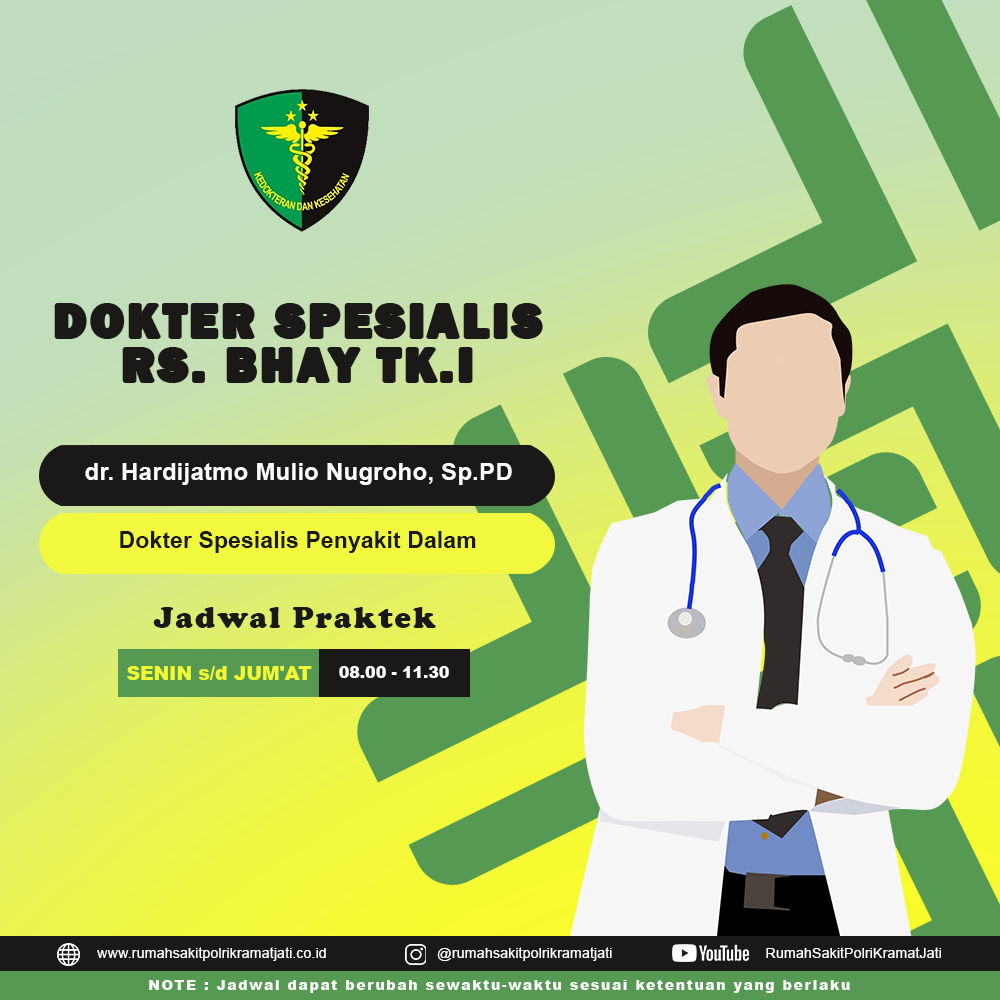 KEDOKTERAN DAN KESEHATAN
DOKTER SPESIALIS
RS. BHAY TK.I
dr. Hardijatmo Mulio Nugroho, Sp.PD
Dokter Spesialis Penyakit Dalam
Jadwal Praktek
SENIN s/d JUM'AT 08.00 - 11.30
www.rumahsakitpolrikramatjati.co.id @rumahsakitpolrikramatjati YouTube RumahSakitPolriKramatJati
NOTE : Jadwal dapat berubah sewaktu-waktu sesuai ketentuan yang berlaku